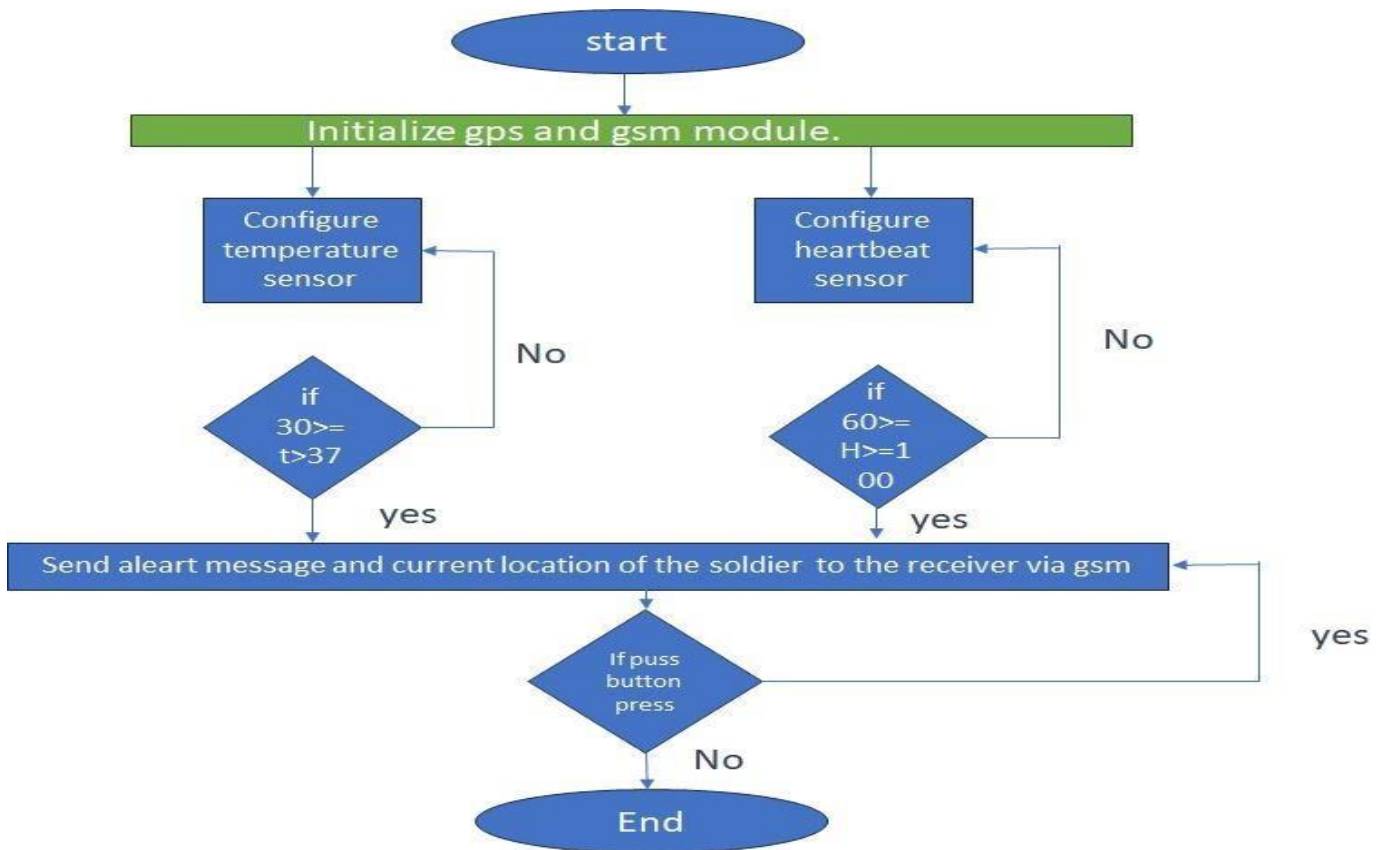 start
Initialize gps and gsm module.
Configure
temperature
sensor
Configure
heartbeat
sensor
No
No
if
30>=
t>37
if
60>=
H>=1
00
yes
yes
Send aleart message and current location of the soldier to the receiver via gsm
yes
If puss
button
press
No
End